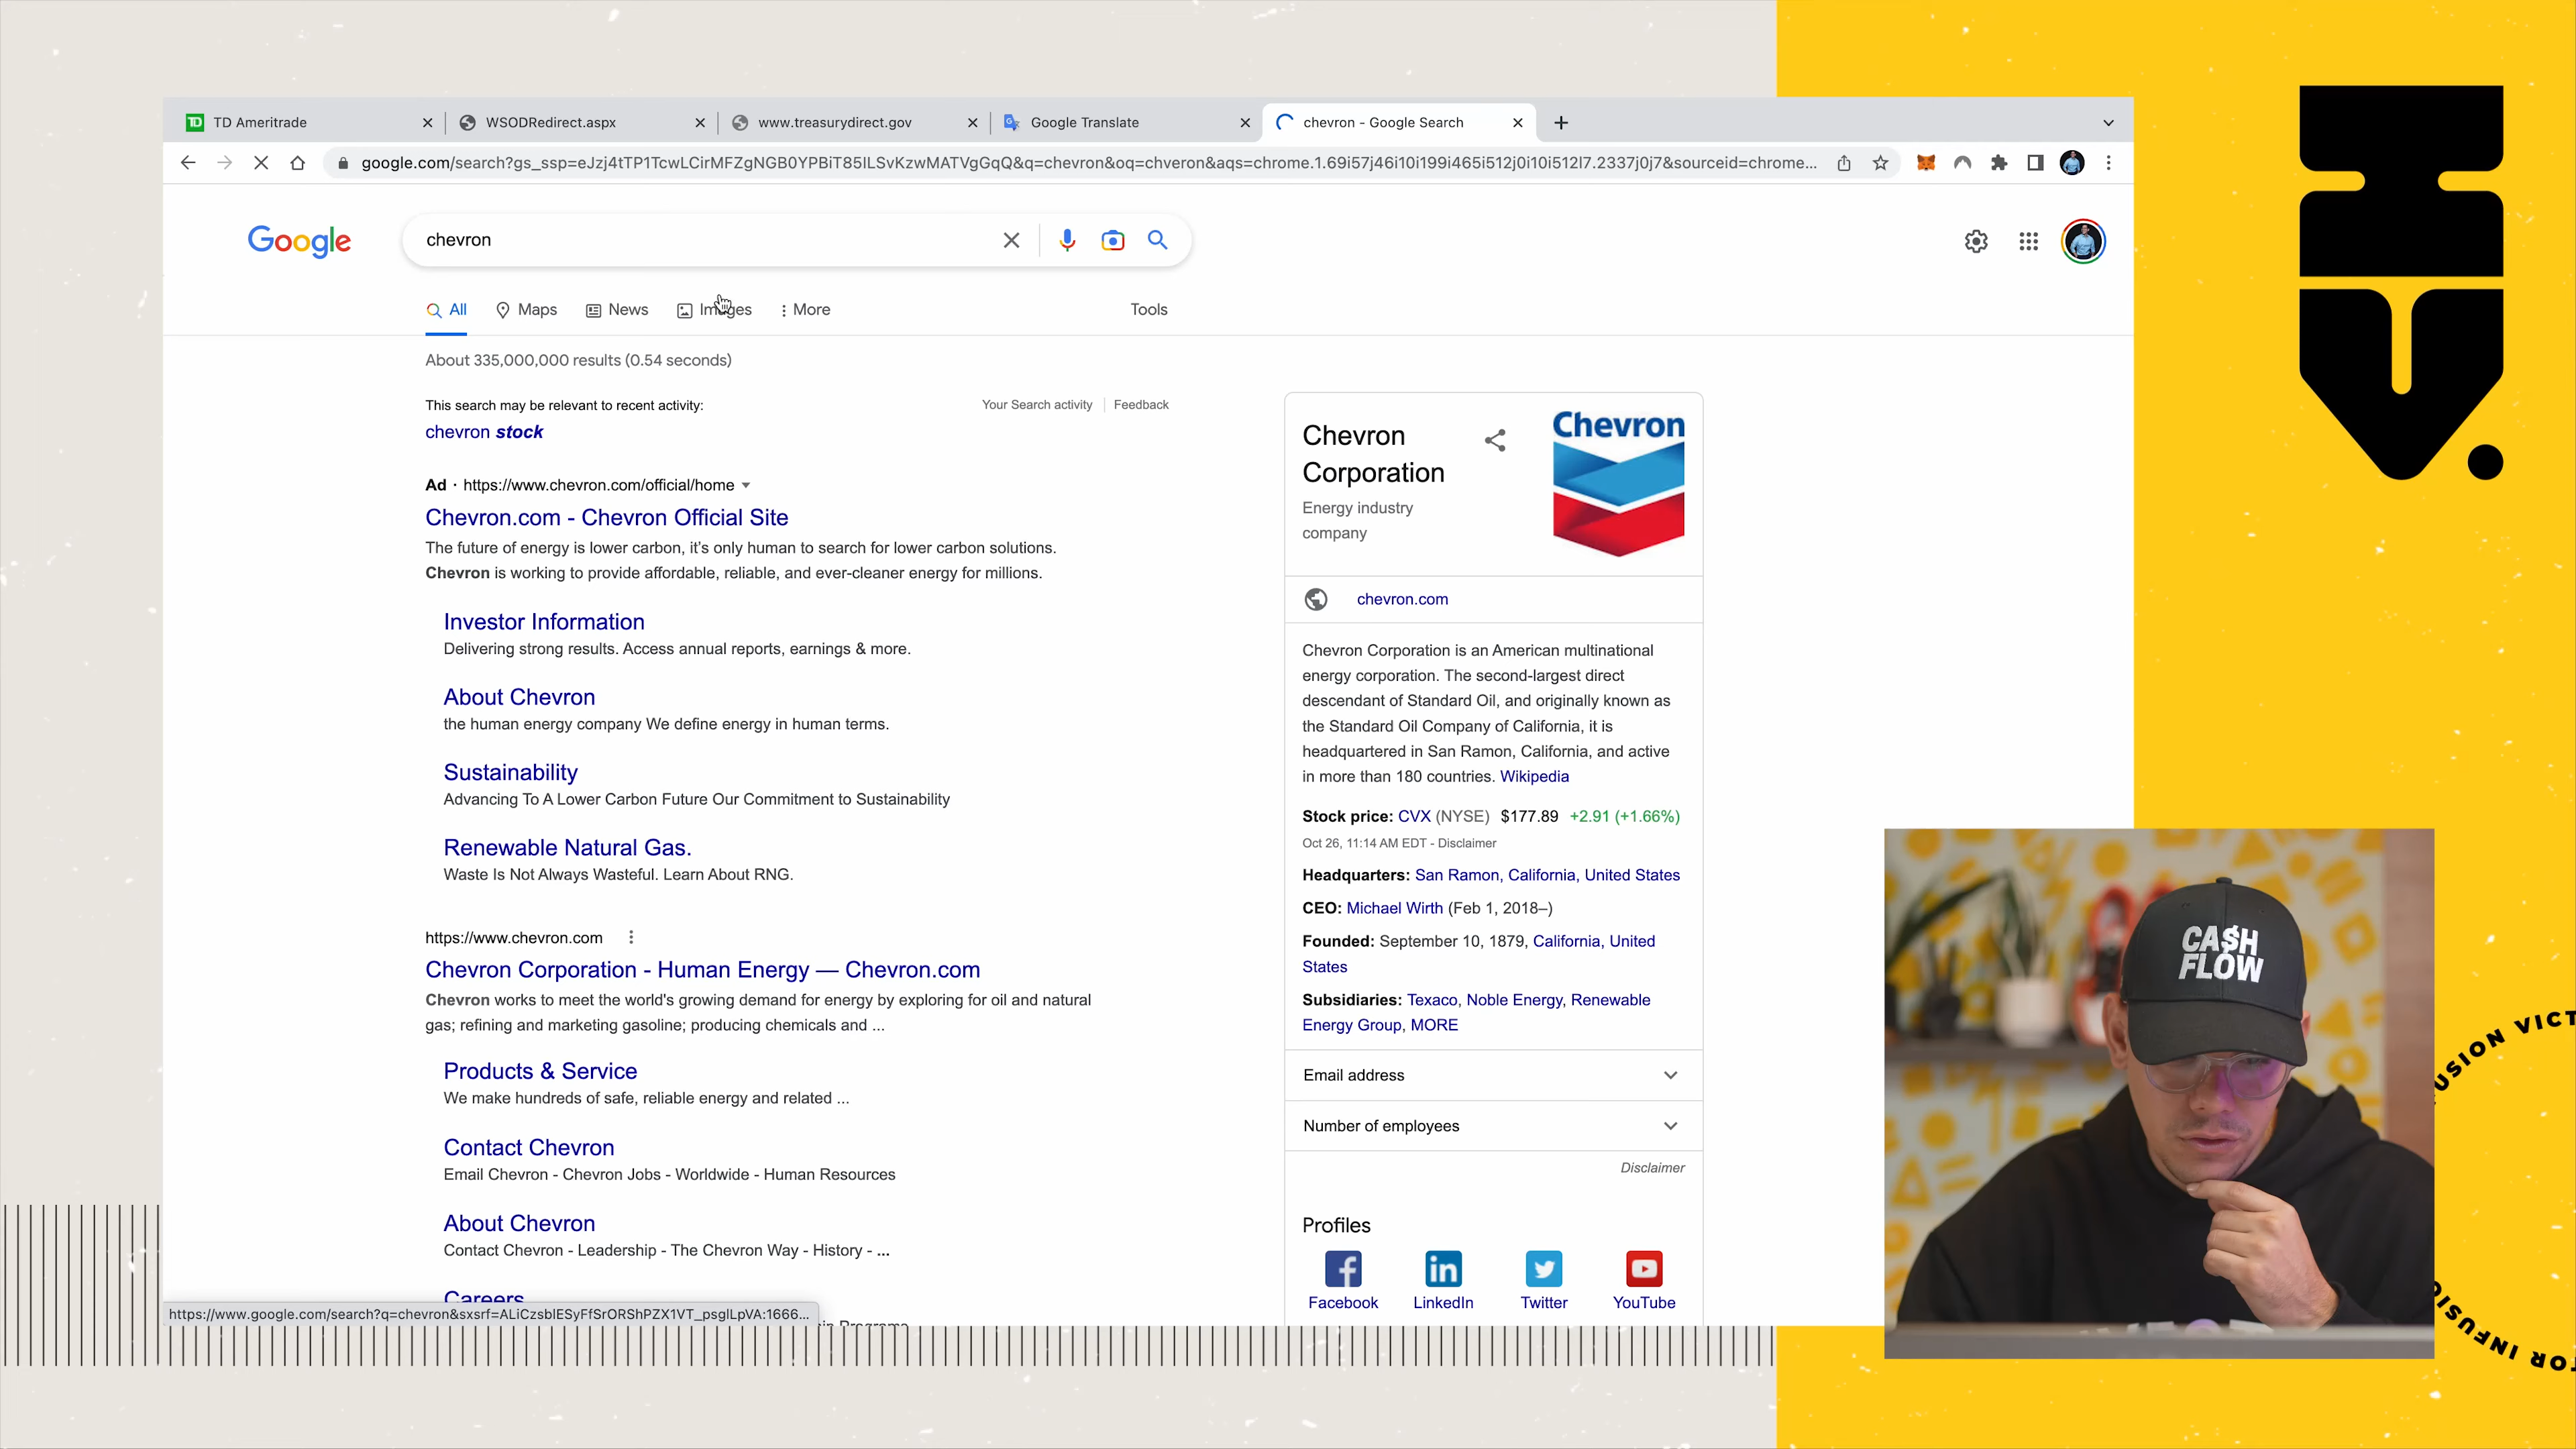 TD Ameritrade
WSODRedirect.aspx
www.treasurydirect.gov
Google Translate
chevron - Google Search
google.com/search?gs_ssp=eJzj4tTP1TcwLCirMFZgNGB0YPBiT85ILSvKzwMATVgGqQ&q=chevron&oq=chveron&aqs=chrome.1.69i57j46i10i199i465i512j0i10i512l7.2337j0j7&sourceid=chrome...
Google
chevron
All
Maps
News
Images
More
Tools
About 335,000,000 results (0.54 seconds)
This search may be relevant to recent activity:
Your Search activity
Feedback
chevron stock
Ad · https://www.chevron.com/official/home
Chevron.com - Chevron Official Site
The future of energy is lower carbon, it's only human to search for lower carbon solutions.
Chevron is working to provide affordable, reliable, and ever-cleaner energy for millions.
Investor Information
Delivering strong results. Access annual reports, earnings & more.
About Chevron
the human energy company We define energy in human terms.
Sustainability
Advancing To A Lower Carbon Future Our Commitment to Sustainability
Renewable Natural Gas.
Waste Is Not Always Wasteful. Learn About RNG.
https://www.chevron.com
Chevron Corporation - Human Energy — Chevron.com
Chevron works to meet the world's growing demand for energy by exploring for oil and natural
gas; refining and marketing gasoline; producing chemicals and ...
Products & Service
We make hundreds of safe, reliable energy and related ...
Contact Chevron
Email Chevron - Chevron Jobs - Worldwide - Human Resources
About Chevron
Contact Chevron - Leadership - The Chevron Way - History - ...
Careers
https://www.google.com/search?q=chevron&sxsrf=ALiCzsblESyFfSrORShPZX1VT_psglLpVA:1666...
Programs
Chevron
Corporation
Energy industry
company
Chevron
chevron.com
Chevron Corporation is an American multinational
energy corporation. The second-largest direct
descendant of Standard Oil, and originally known as
the Standard Oil Company of California, it is
headquartered in San Ramon, California, and active
in more than 180 countries. Wikipedia
Stock price: CVX (NYSE) $177.89 +2.91 (+1.66%)
Oct 26, 11:14 AM EDT - Disclaimer
Headquarters: San Ramon, California, United States
CEO: Michael Wirth (Feb 1, 2018–)
Founded: September 10, 1879, California, United
States
Subsidiaries: Texaco, Noble Energy, Renewable
Energy Group, MORE
Email address
Number of employees
Disclaimer
Profiles
Facebook
LinkedIn
Twitter
YouTube
CA$H
FLOW
USION VICT
TOR INFUSIO